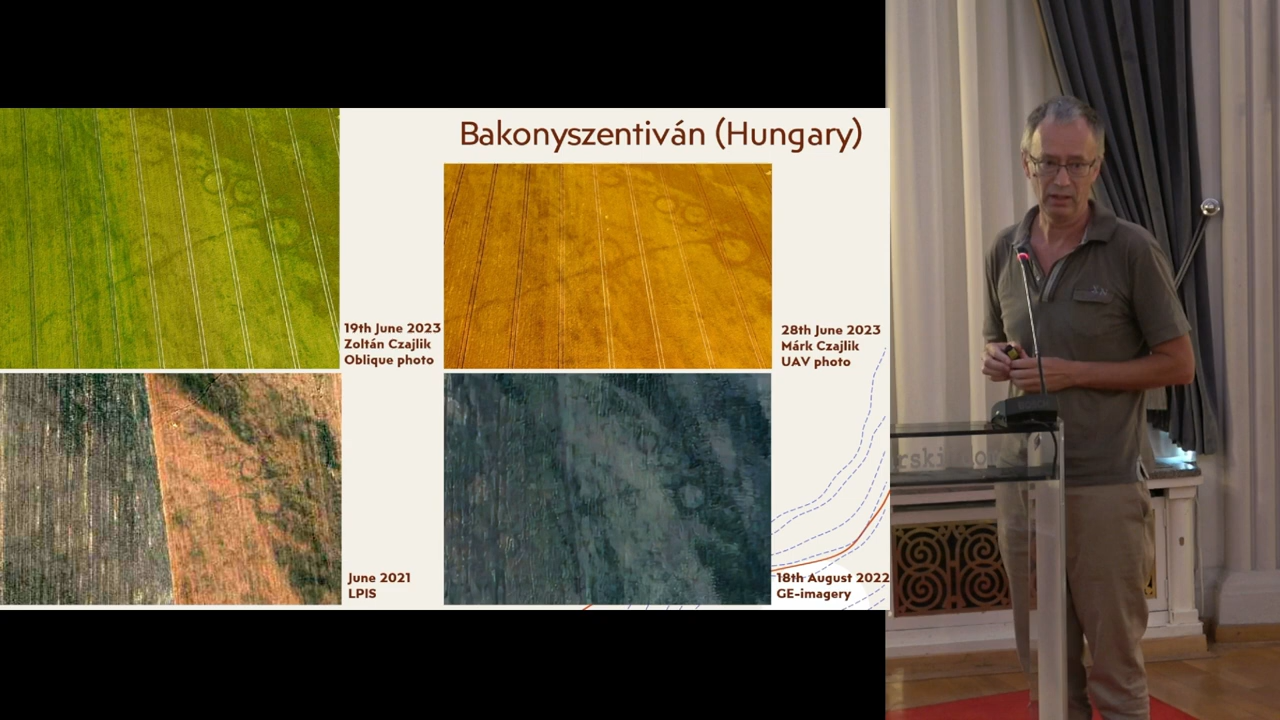 Bakonyszentiván (Hungary)
19th June 2023
Zoltán Czajlik
Oblique photo
28th June 2023
Márk Czajlik
UAV photo
June 2021
LPIS
18th August 2022
GE-imagery